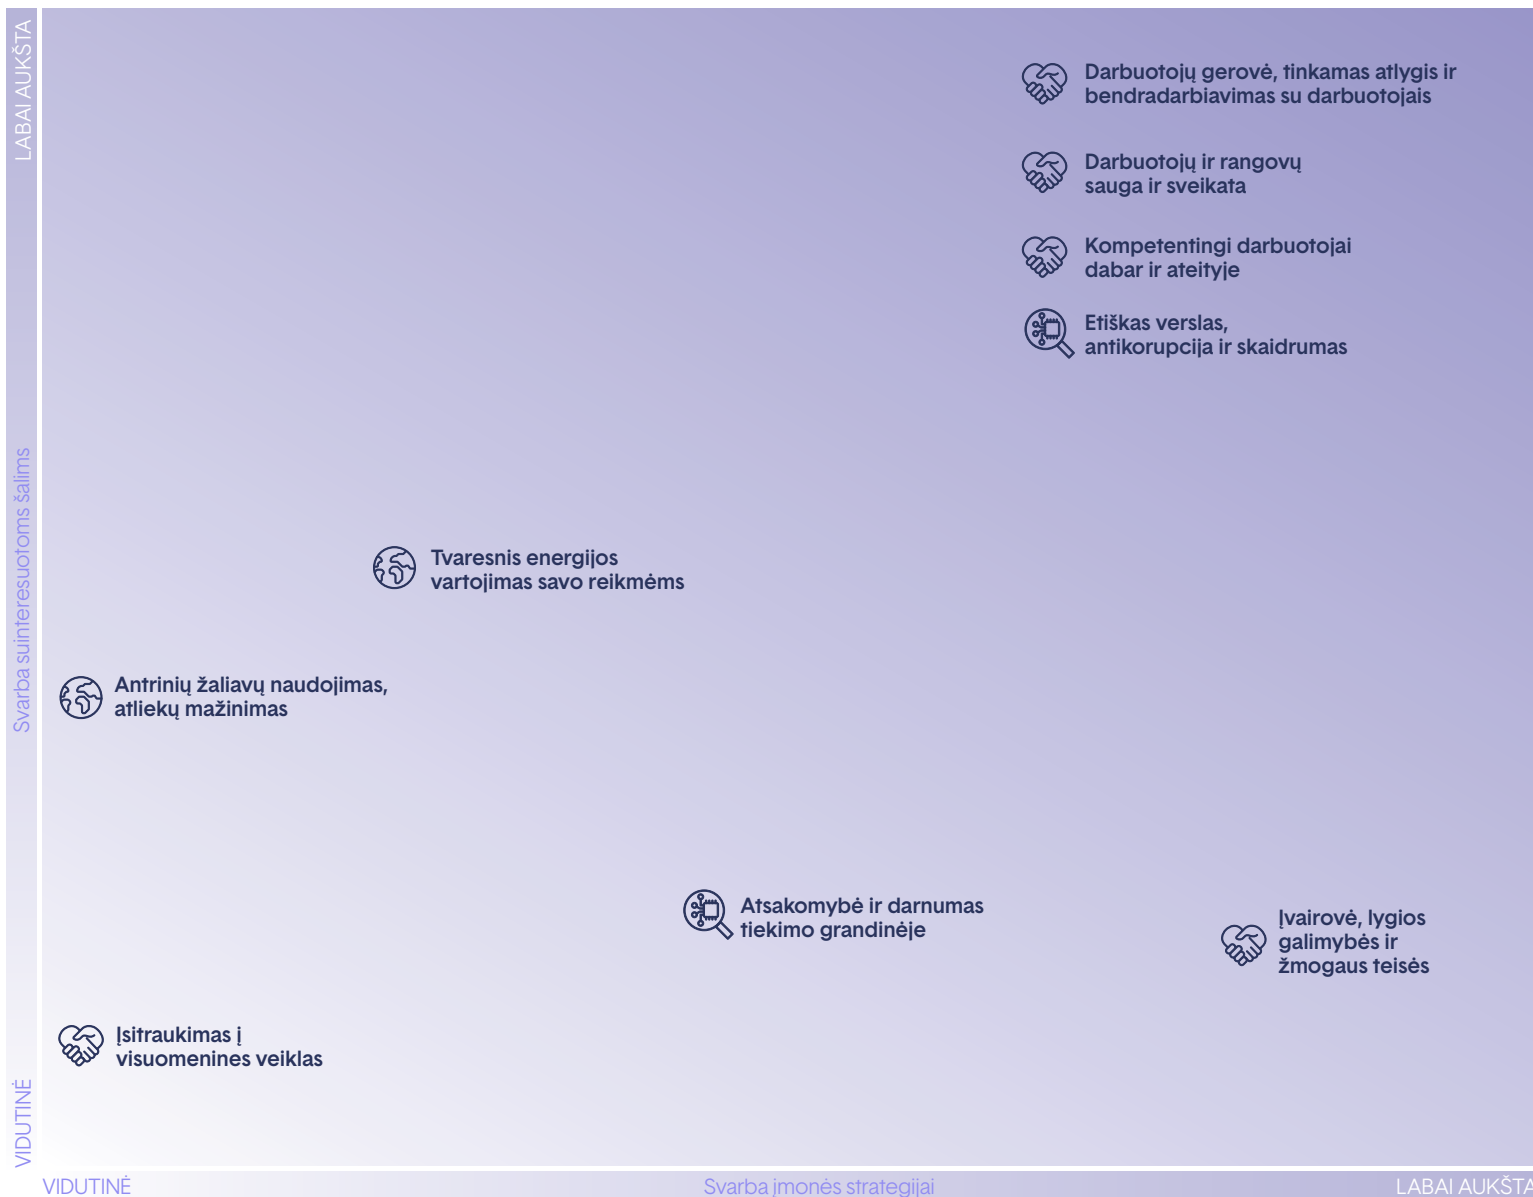 LABAI AUKŠTA
Svarba suinteresuotoms šalims
VIDUTINĖ
Darbuotojų gerovė, tinkamas atlygis ir
bendradarbiavimas su darbuotojais
Darbuotojų ir rangovų
sauga ir sveikata
Kompetentingi darbuotojai
dabar ir ateityje
Etiškas verslas,
antikorupcija ir skaidrumas
Tvaresnis energijos
vartojimas savo reikmėms
Antrinių žaliavų naudojimas,
atliekų mažinimas
Atsakomybė ir darnumas
tiekimo grandinėje
Įvairovė, lygios
galimybės ir
žmogaus teisės
Įsitraukimas į
visuomenines veiklas
VIDUTINĖ
Svarba įmonės strategijai
LABAI AUKŠTA